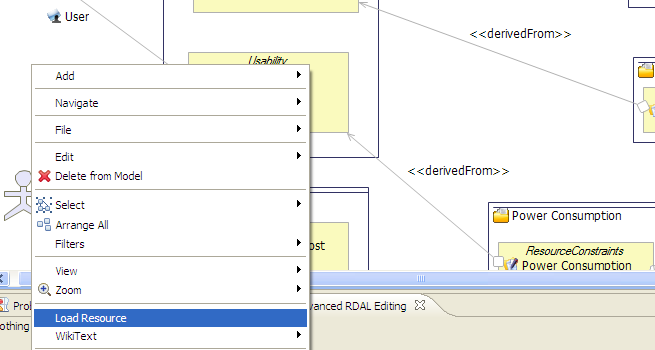 User
<<derivedFrom>>
Usability
Add
Navigate
File
Edit
Delete from Model
<<derivedFrom>>
Select
Arrange All
Power Consumption
Filters
ost
ResourceConstraints
Power Consumption
View
Zoom
Prol
vanced RDAL Editing
Load Resource
othing
WikiText